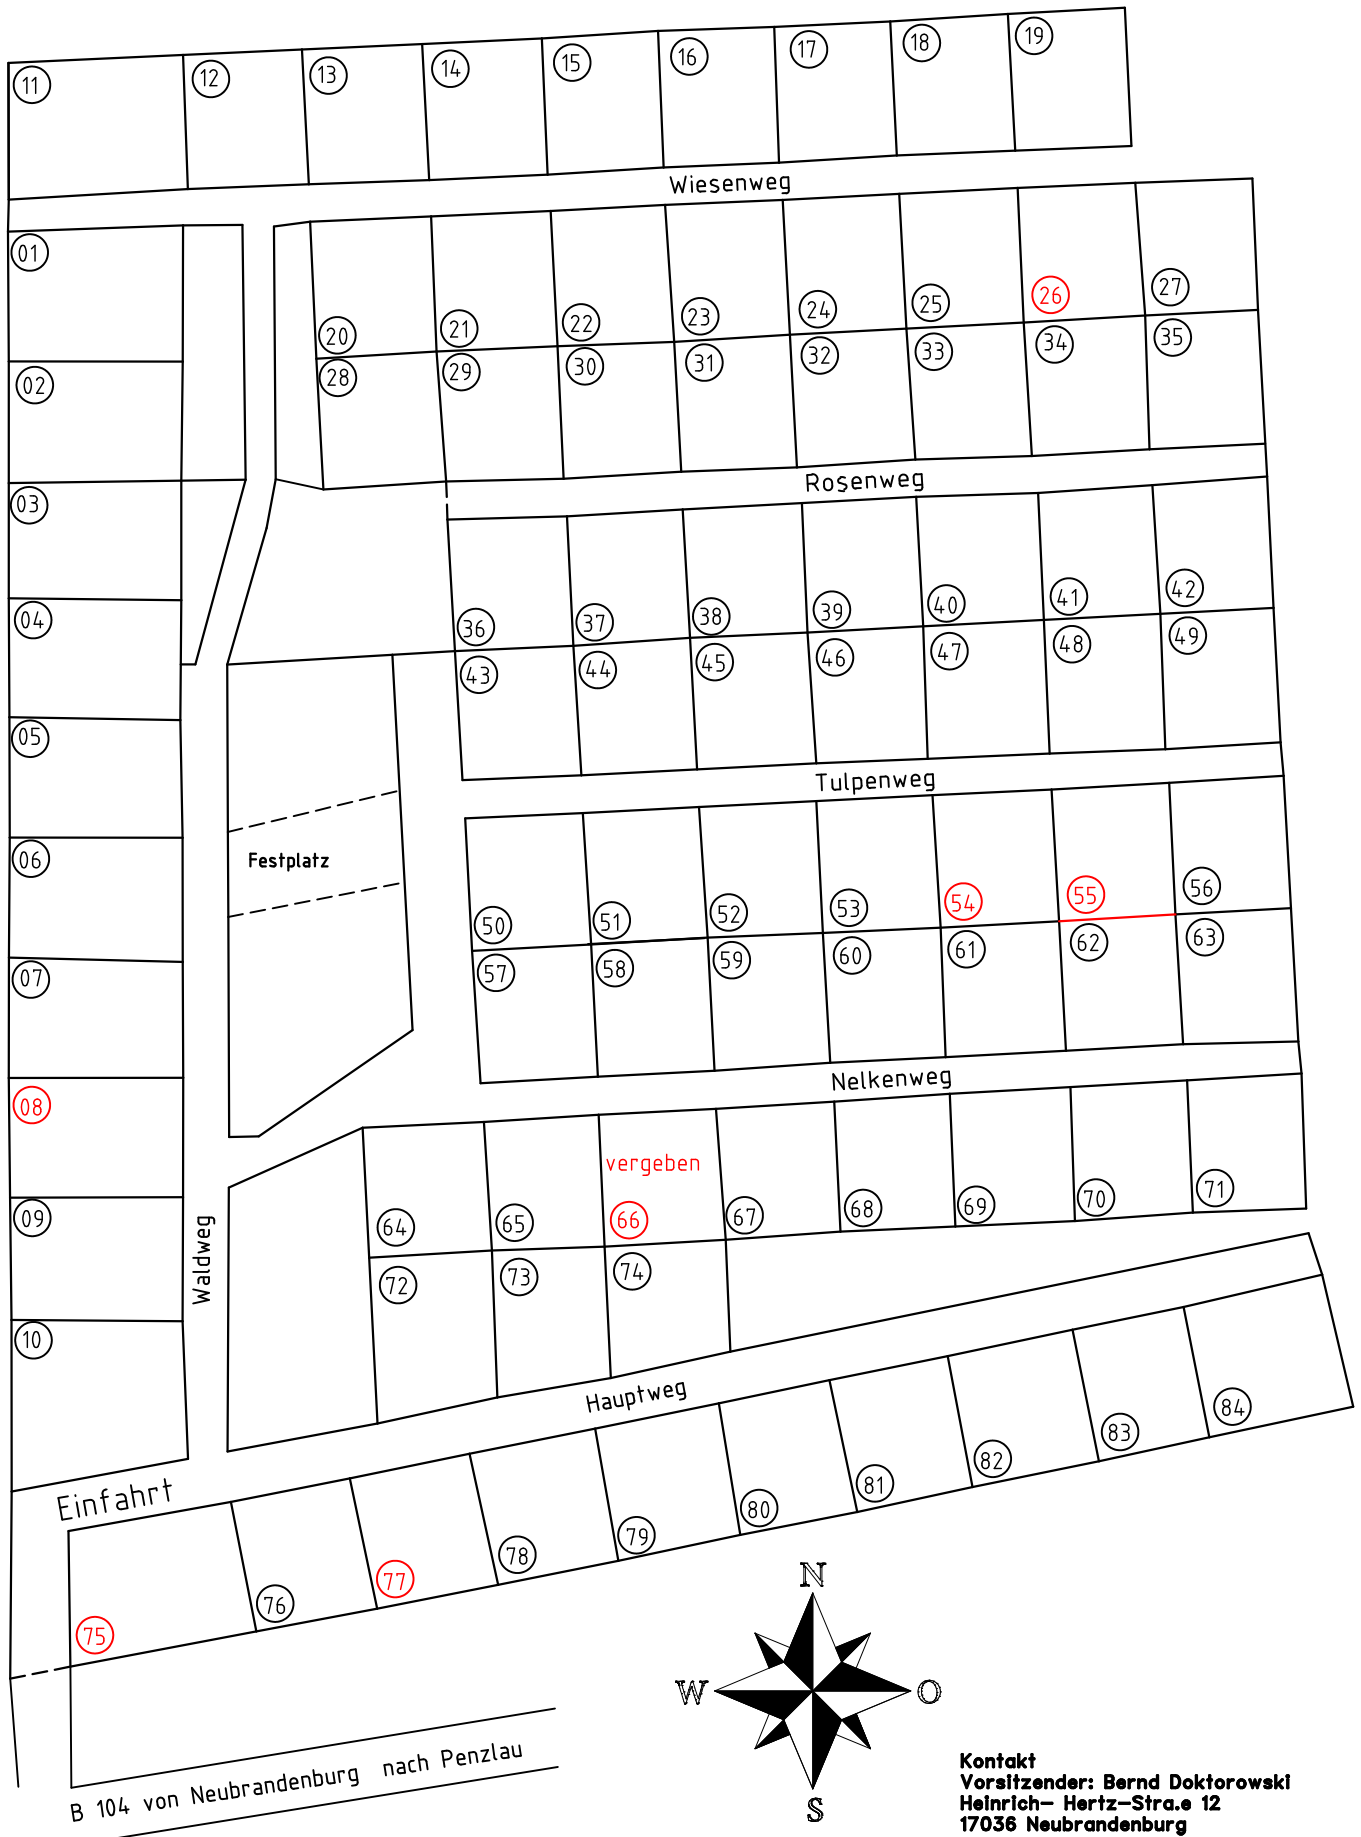 11 12 13 14 15 16 17 18 19
Wiesenweg
01
20 21 22 23 24 25 26 27
02
28 29 30 31 32 33 34 35
Rosenweg
03
04
36 37 38 39 40 41 42
43 44 45 46 47 48 49
05
Tulpenweg
06
Festplatz
50 51 52 53 54 55 56
57 58 59 60 61 62 63
07
Nelkenweg
08
vergeben
09
64 65 66 67 68 69 70 71
Waldweg
72 73 74
10
Hauptweg
Einfahrt
75 76 77 78 79 80 81 82 83 84
N
W O
S
B 104 von Neubrandenburg nach Penzlau
Kontakt
Vorsitzender: Bernd Doktorowski
Heinrich- Hertz-Stra.e 12
17036 Neubrandenburg